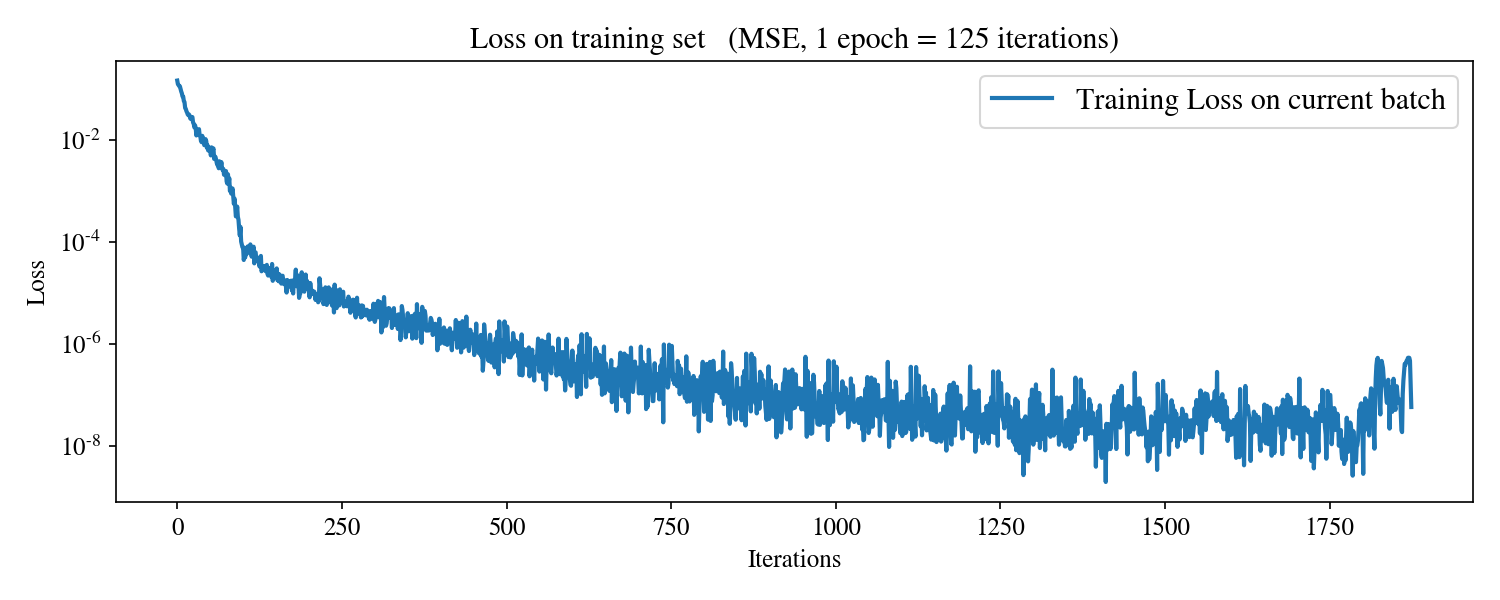 Loss on training set (MSE, 1 epoch = 125 iterations)
Training Loss on current batch
Loss
10-2
10-4
10-6
10-8
0 250 500 750 1000 1250 1500 1750
Iterations